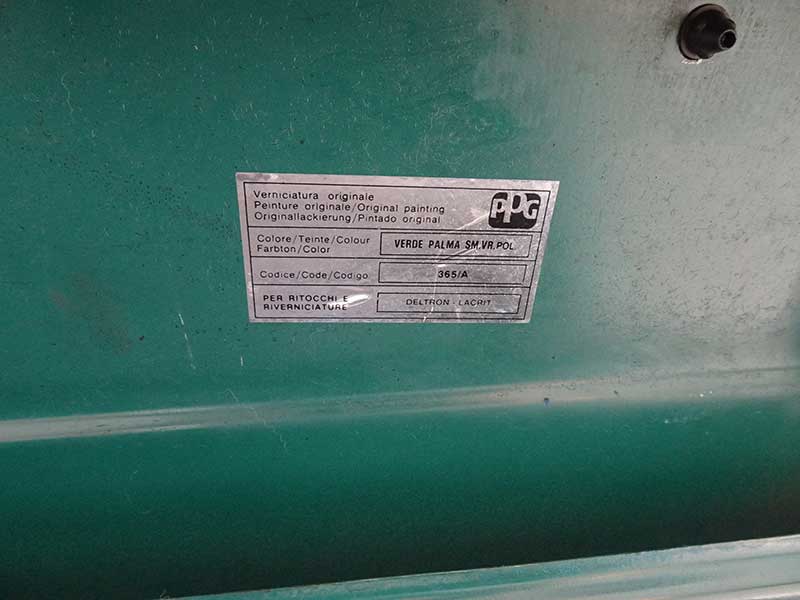 Verniciatura originale
Peinture originale/Original painting
Originallackierung/Pintado original
PPG
Colore/Teinte/Colour
Farbton/Color
VERDE PALMA SM.VR.POL.
Codice/Code/Codigo
365/A
PER RITOCCHI E
RIVERNICIATURE
DELTRON - LACRIT